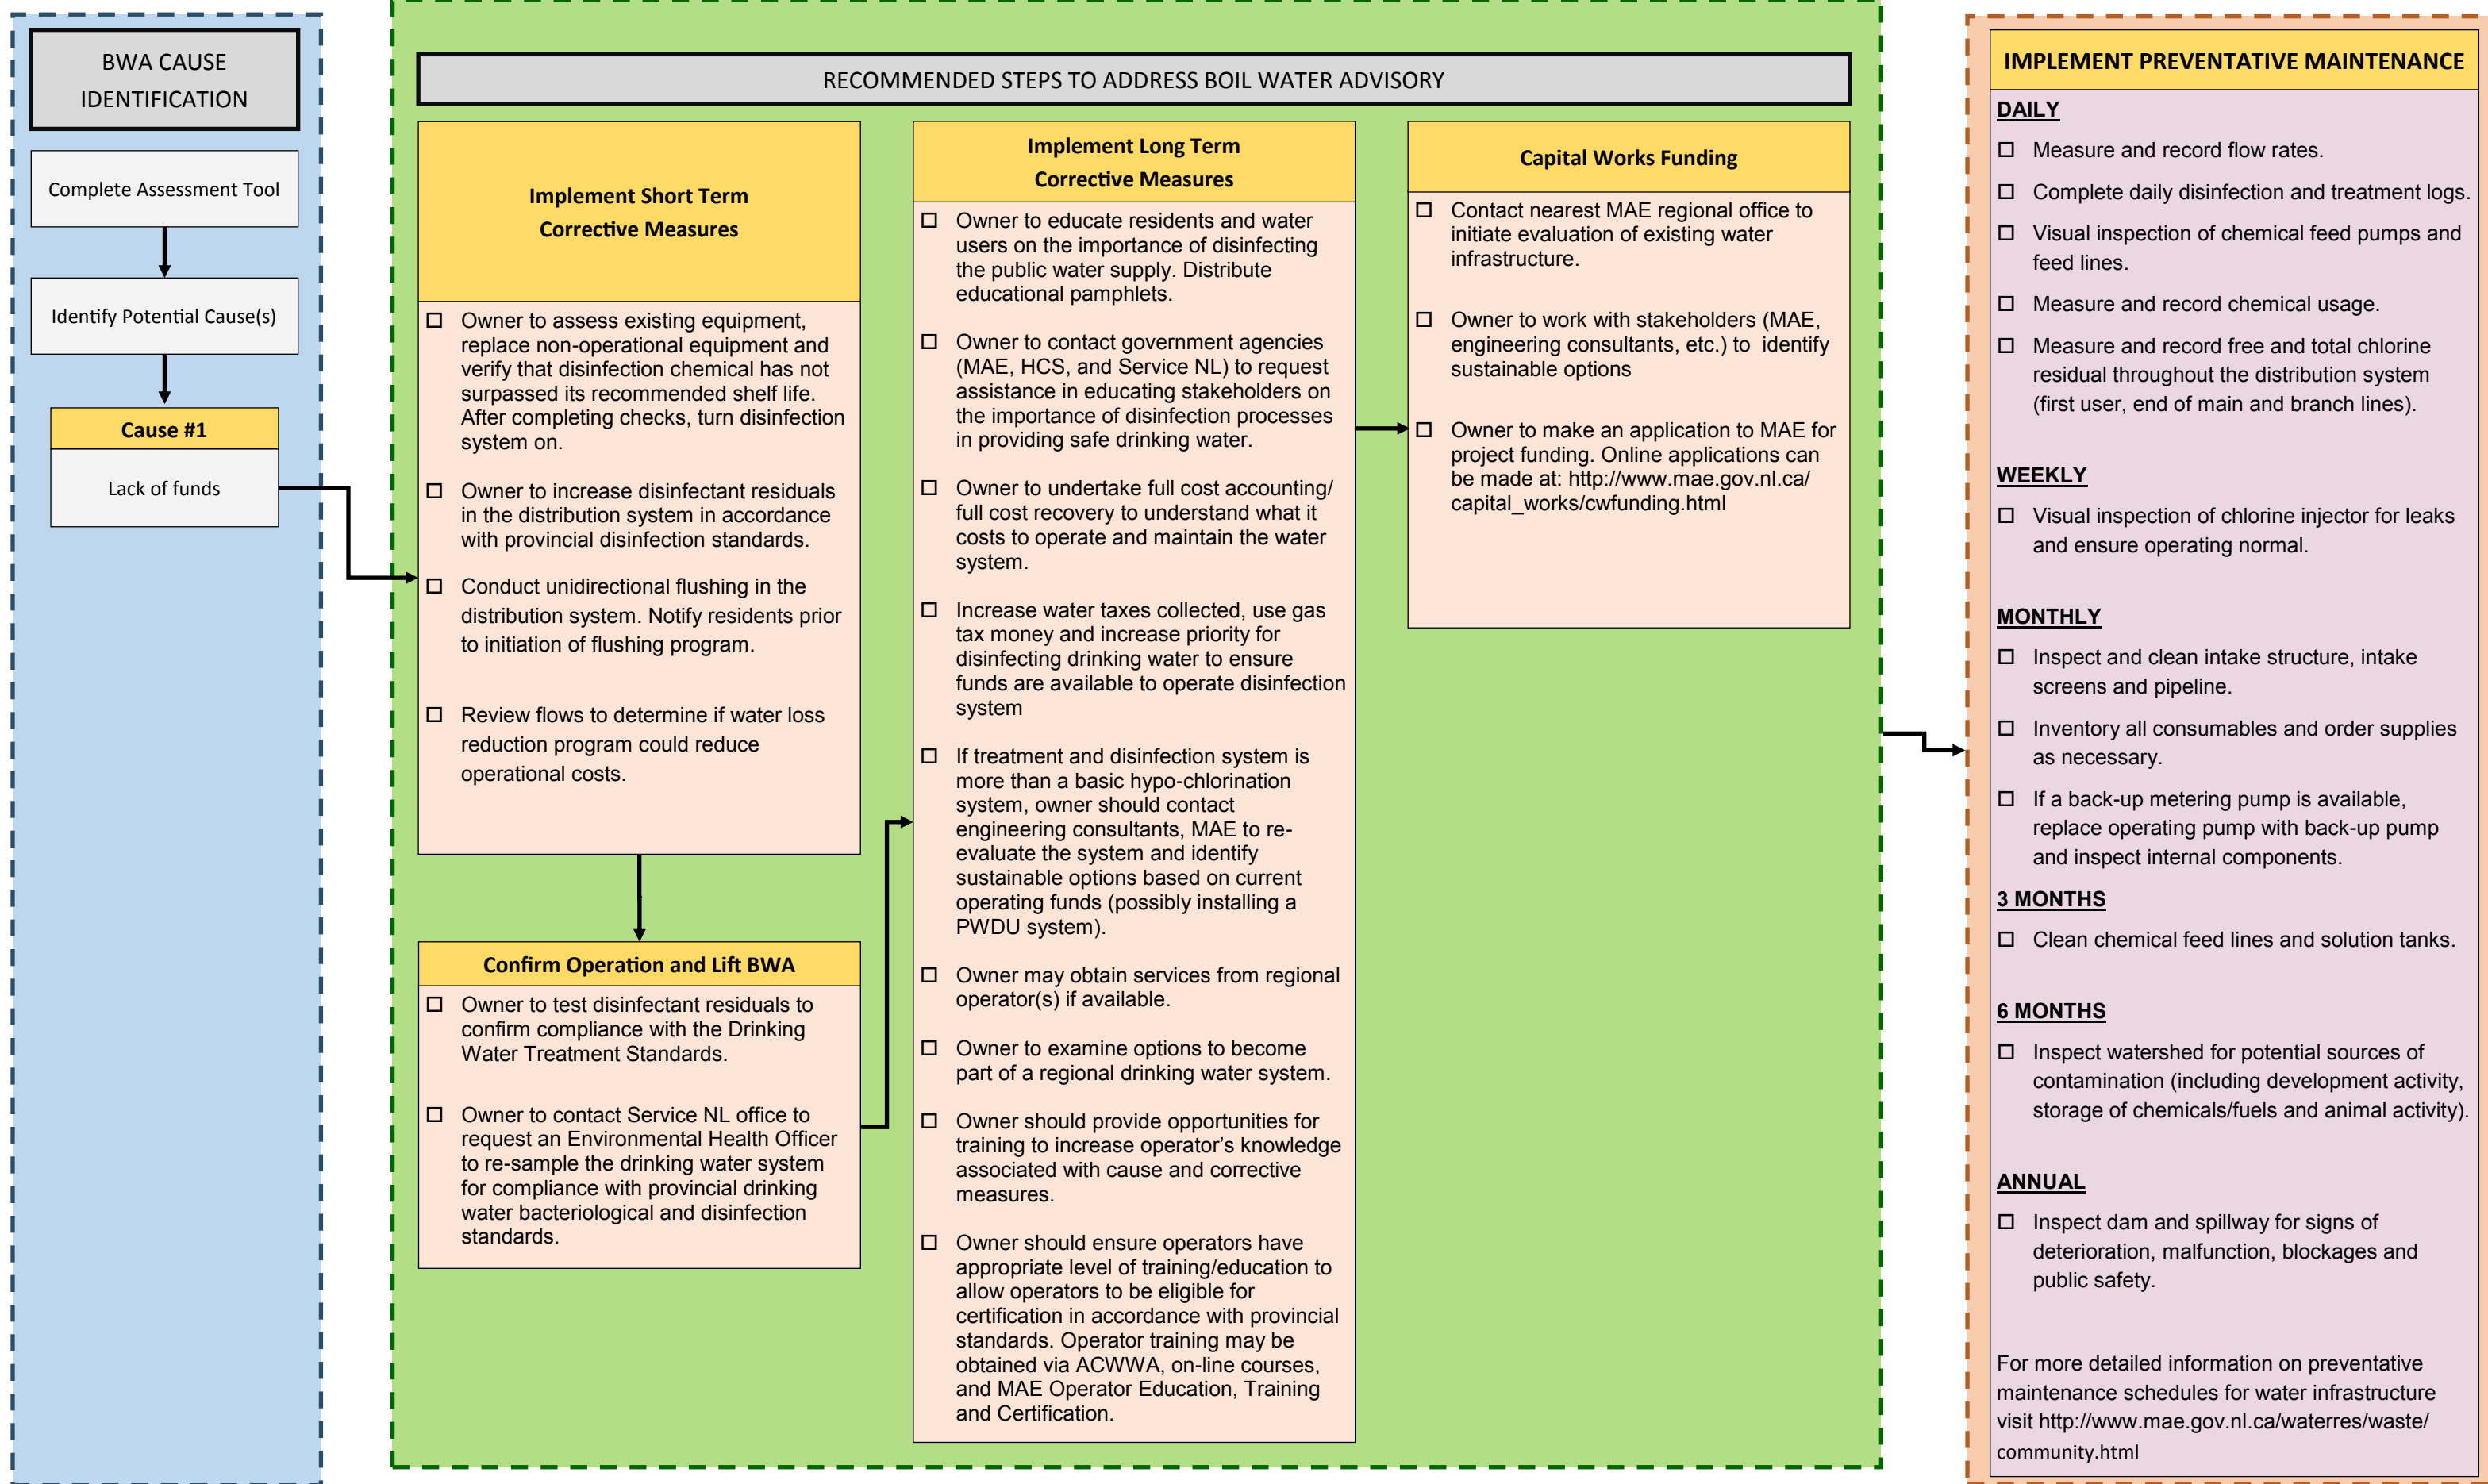 BWA CAUSE
IDENTIFICATION
Complete Assessment Tool
Identify Potential Cause(s)
Cause #1
Lack of funds
RECOMMENDED STEPS TO ADDRESS BOIL WATER ADVISORY
Implement Short Term
Corrective Measures
☐ Owner to assess existing equipment,
replace non-operational equipment and
verify that disinfection chemical has not
surpassed its recommended shelf life.
After completing checks, turn disinfection
system on.
☐ Owner to increase disinfectant residuals
in the distribution system in accordance
with provincial disinfection standards.
☐ Conduct unidirectional flushing in the
distribution system. Notify residents prior
to initiation of flushing program.
☐ Review flows to determine if water loss
reduction program could reduce
operational costs.
Confirm Operation and Lift BWA
☐ Owner to test disinfectant residuals to
confirm compliance with the Drinking
Water Treatment Standards.
☐ Owner to contact Service NL office to
request an Environmental Health Officer
to re-sample the drinking water system
for compliance with provincial drinking
water bacteriological and disinfection
standards.
Implement Long Term
Corrective Measures
☐ Owner to educate residents and water
users on the importance of disinfecting
the public water supply. Distribute
educational pamphlets.
☐ Owner to contact government agencies
(MAE, HCS, and Service NL) to request
assistance in educating stakeholders on
the importance of disinfection processes
in providing safe drinking water.
☐ Owner to undertake full cost accounting/
full cost recovery to understand what it
costs to operate and maintain the water
system.
☐ Increase water taxes collected, use gas
tax money and increase priority for
disinfecting drinking water to ensure
funds are available to operate disinfection
system
☐ If treatment and disinfection system is
more than a basic hypo-chlorination
system, owner should contact
engineering consultants, MAE to re-
evaluate the system and identify
sustainable options based on current
operating funds (possibly installing a
PWDU system).
☐ Owner may obtain services from regional
operator(s) if available.
☐ Owner to examine options to become
part of a regional drinking water system.
☐ Owner should provide opportunities for
training to increase operator's knowledge
associated with cause and corrective
measures.
☐ Owner should ensure operators have
appropriate level of training/education to
allow operators to be eligible for
certification in accordance with provincial
standards. Operator training may be
obtained via ACWWA, on-line courses,
and MAE Operator Education, Training
and Certification.
Capital Works Funding
☐ Contact nearest MAE regional office to
initiate evaluation of existing water
infrastructure.
☐ Owner to work with stakeholders (MAE,
engineering consultants, etc.) to identify
sustainable options
☐ Owner to make an application to MAE for
project funding. Online applications can
be made at: http://www.mae.gov.nl.ca/
capital_works/cwfunding.html
IMPLEMENT PREVENTATIVE MAINTENANCE
DAILY
☐ Measure and record flow rates.
☐ Complete daily disinfection and treatment logs.
☐ Visual inspection of chemical feed pumps and
feed lines.
☐ Measure and record chemical usage.
☐ Measure and record free and total chlorine
residual throughout the distribution system
(first user, end of main and branch lines).
WEEKLY
☐ Visual inspection of chlorine injector for leaks
and ensure operating normal.
MONTHLY
☐ Inspect and clean intake structure, intake
screens and pipeline.
☐ Inventory all consumables and order supplies
as necessary.
☐ If a back-up metering pump is available,
replace operating pump with back-up pump
and inspect internal components.
3 MONTHS
☐ Clean chemical feed lines and solution tanks.
6 MONTHS
☐ Inspect watershed for potential sources of
contamination (including development activity,
storage of chemicals/fuels and animal activity).
ANNUAL
☐ Inspect dam and spillway for signs of
deterioration, malfunction, blockages and
public safety.
For more detailed information on preventative
maintenance schedules for water infrastructure
visit http://www.mae.gov.nl.ca/waterres/waste/
community.html